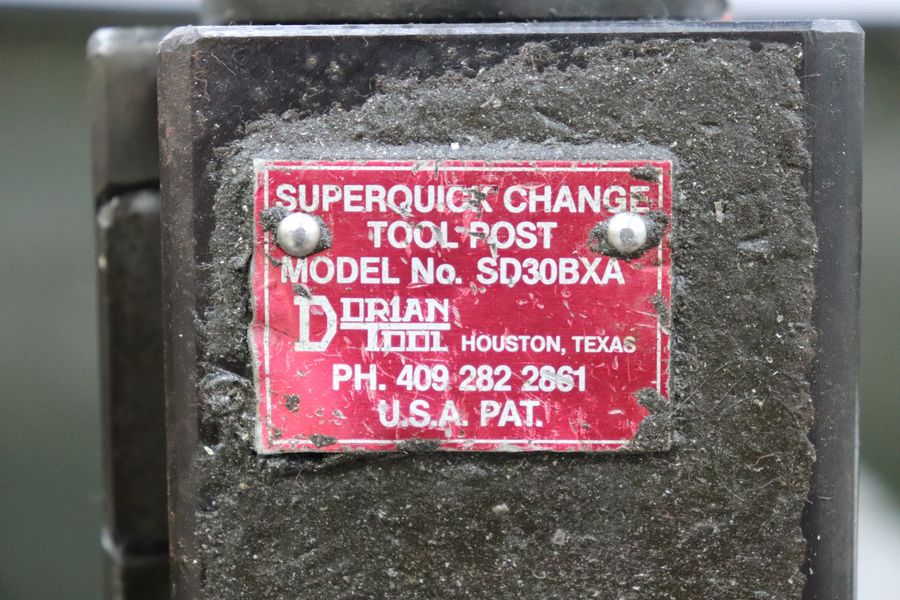 SUPERQUICK CHANGE
TOOL POST
MODEL No. SD30BXA
DORIAN TOOL HOUSTON, TEXAS
PH. 409 282 2861
U.S.A. PAT.